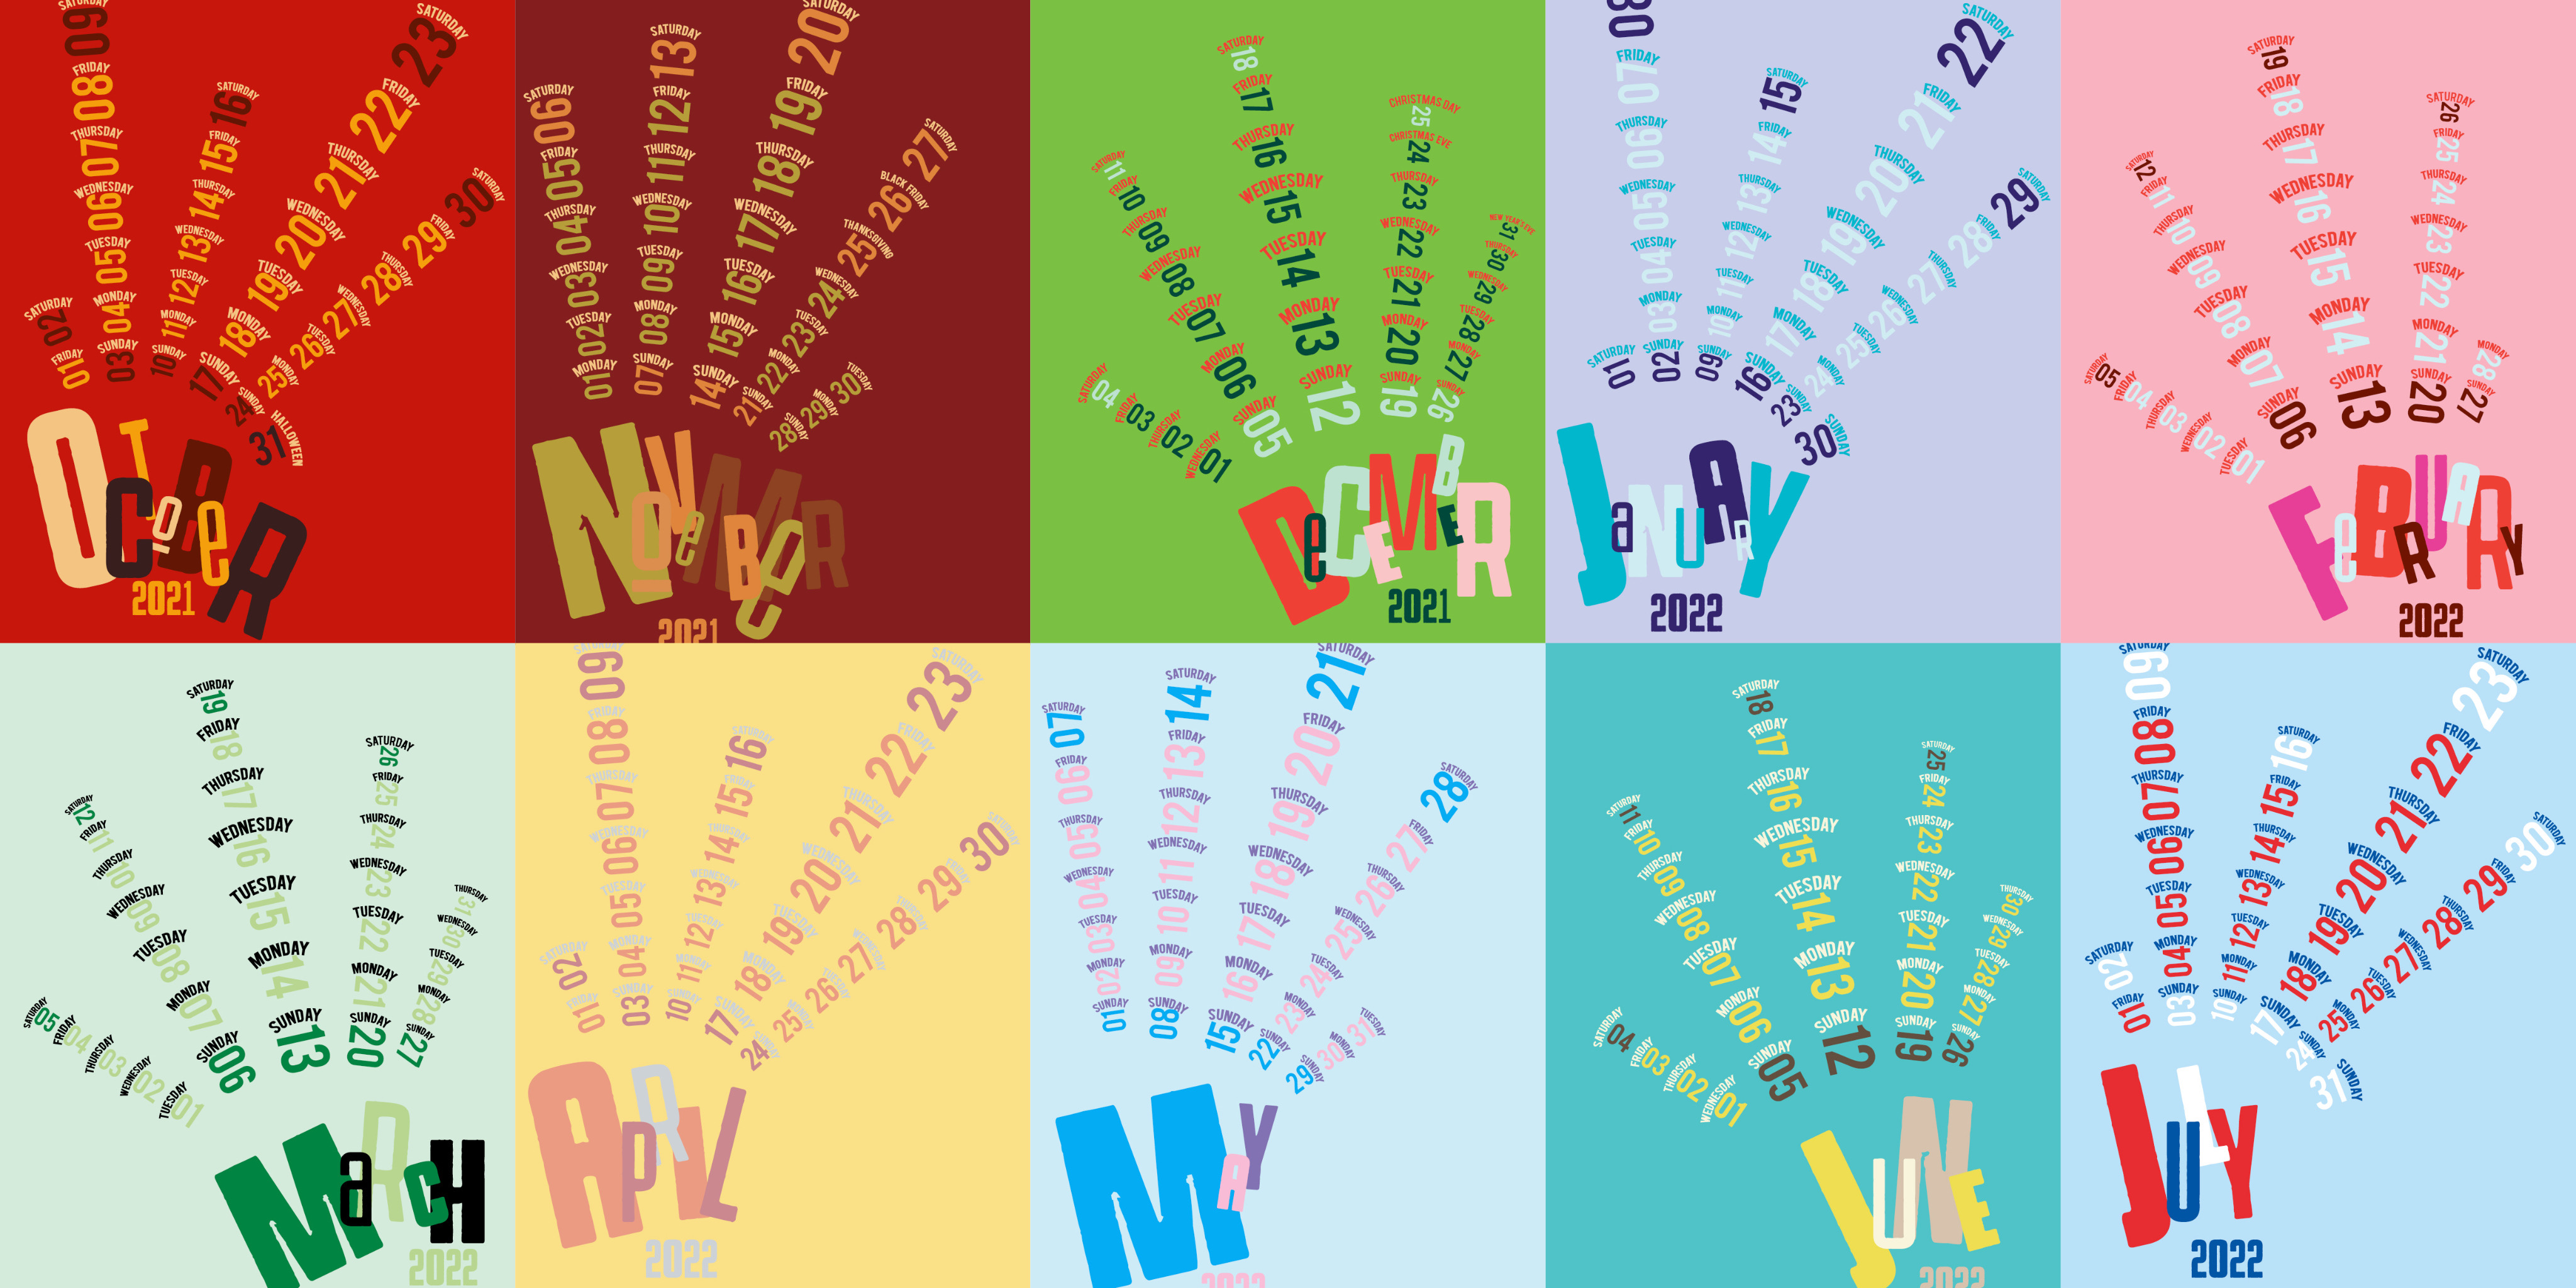 FRIDAY 01 SATURDAY 02
SUNDAY 03 MONDAY 04 TUESDAY 05 WEDNESDAY 06 THURSDAY 07 FRIDAY 08 SATURDAY 09
SUNDAY 10 MONDAY 11 TUESDAY 12 WEDNESDAY 13 THURSDAY 14 FRIDAY 15 SATURDAY 16
SUNDAY 17 MONDAY 18 TUESDAY 19 WEDNESDAY 20 THURSDAY 21 FRIDAY 22 SATURDAY 23
SUNDAY 24 MONDAY 25 TUESDAY 26 WEDNESDAY 27 THURSDAY 28 FRIDAY 29 SATURDAY 30
HALLOWEEN 31
OCToBeR
2021
MONDAY 01 TUESDAY 02 WEDNESDAY 03 THURSDAY 04 FRIDAY 05 SATURDAY 06
SUNDAY 07 MONDAY 08 TUESDAY 09 WEDNESDAY 10 THURSDAY 11 FRIDAY 12 SATURDAY 13
SUNDAY 14 MONDAY 15 TUESDAY 16 WEDNESDAY 17 THURSDAY 18 FRIDAY 19 SATURDAY 20
SUNDAY 21 MONDAY 22 TUESDAY 23 WEDNESDAY 24 THANKSGIVING 25 BLACK FRIDAY 26 SATURDAY 27
SUNDAY 28 MONDAY 29 TUESDAY 30
NoVeMBeR
2021
WEDNESDAY 01 THURSDAY 02 FRIDAY 03 SATURDAY 04
SUNDAY 05 MONDAY 06 TUESDAY 07 WEDNESDAY 08 THURSDAY 09 FRIDAY 10 SATURDAY 11
SUNDAY 12 MONDAY 13 TUESDAY 14 WEDNESDAY 15 THURSDAY 16 FRIDAY 17 SATURDAY 18
SUNDAY 19 MONDAY 20 TUESDAY 21 WEDNESDAY 22 THURSDAY 23 CHRISTMAS EVE 24 CHRISTMAS DAY 25
SUNDAY 26 MONDAY 27 TUESDAY 28 WEDNESDAY 29 THURSDAY 30 NEW YEAR'S EVE 31
DeCEMBER
2021
SATURDAY 01
SUNDAY 02 MONDAY 03 TUESDAY 04 WEDNESDAY 05 THURSDAY 06 FRIDAY 07 08
SUNDAY 09 MONDAY 10 TUESDAY 11 WEDNESDAY 12 THURSDAY 13 FRIDAY 14 SATURDAY 15
SUNDAY 16 MONDAY 17 TUESDAY 18 WEDNESDAY 19 THURSDAY 20 FRIDAY 21 SATURDAY 22
SUNDAY 23 MONDAY 24 TUESDAY 25 WEDNESDAY 26 THURSDAY 27 FRIDAY 28 SATURDAY 29
SUNDAY 30
JaNUARY
2022
TUESDAY 01 WEDNESDAY 02 THURSDAY 03 FRIDAY 04 SATURDAY 05
SUNDAY 06 MONDAY 07 TUESDAY 08 WEDNESDAY 09 THURSDAY 10 FRIDAY 11 SATURDAY 12
SUNDAY 13 MONDAY 14 TUESDAY 15 WEDNESDAY 16 THURSDAY 17 FRIDAY 18 SATURDAY 19
SUNDAY 20 MONDAY 21 TUESDAY 22 WEDNESDAY 23 THURSDAY 24 FRIDAY 25 SATURDAY 26
SUNDAY 27 MONDAY 28
FeBRUARY
2022
TUESDAY 01 WEDNESDAY 02 THURSDAY 03 FRIDAY 04 SATURDAY 05
SUNDAY 06 MONDAY 07 TUESDAY 08 WEDNESDAY 09 THURSDAY 10 FRIDAY 11 SATURDAY 12
SUNDAY 13 MONDAY 14 TUESDAY 15 WEDNESDAY 16 THURSDAY 17 FRIDAY 18 SATURDAY 19
SUNDAY 20 MONDAY 21 TUESDAY 22 WEDNESDAY 23 THURSDAY 24 FRIDAY 25 SATURDAY 26
SUNDAY 27 MONDAY 28 TUESDAY 29 WEDNESDAY 30 THURSDAY 31
MaRCH
2022
FRIDAY 01 SATURDAY 02
SUNDAY 03 MONDAY 04 TUESDAY 05 WEDNESDAY 06 THURSDAY 07 FRIDAY 08 SATURDAY 09
SUNDAY 10 MONDAY 11 TUESDAY 12 WEDNESDAY 13 THURSDAY 14 FRIDAY 15 SATURDAY 16
SUNDAY 17 MONDAY 18 TUESDAY 19 WEDNESDAY 20 THURSDAY 21 FRIDAY 22 SATURDAY 23
SUNDAY 24 MONDAY 25 TUESDAY 26 WEDNESDAY 27 THURSDAY 28 FRIDAY 29 SATURDAY 30
APRIL
2022
SUNDAY 01 MONDAY 02 TUESDAY 03 WEDNESDAY 04 THURSDAY 05 FRIDAY 06 SATURDAY 07
SUNDAY 08 MONDAY 09 TUESDAY 10 WEDNESDAY 11 THURSDAY 12 FRIDAY 13 SATURDAY 14
SUNDAY 15 MONDAY 16 TUESDAY 17 WEDNESDAY 18 THURSDAY 19 FRIDAY 20 SATURDAY 21
SUNDAY 22 MONDAY 23 TUESDAY 24 WEDNESDAY 25 THURSDAY 26 FRIDAY 27 SATURDAY 28
SUNDAY 29 MONDAY 30 TUESDAY 31
MAY
2022
WEDNESDAY 01 THURSDAY 02 FRIDAY 03 SATURDAY 04
SUNDAY 05 MONDAY 06 TUESDAY 07 WEDNESDAY 08 THURSDAY 09 FRIDAY 10 SATURDAY 11
SUNDAY 12 MONDAY 13 TUESDAY 14 WEDNESDAY 15 THURSDAY 16 FRIDAY 17 SATURDAY 18
SUNDAY 19 MONDAY 20 TUESDAY 21 WEDNESDAY 22 THURSDAY 23 FRIDAY 24 SATURDAY 25
SUNDAY 26 MONDAY 27 TUESDAY 28 WEDNESDAY 29 THURSDAY 30
JUNE
2022
FRIDAY 01 SATURDAY 02
SUNDAY 03 MONDAY 04 TUESDAY 05 WEDNESDAY 06 THURSDAY 07 FRIDAY 08 SATURDAY 09
SUNDAY 10 MONDAY 11 TUESDAY 12 WEDNESDAY 13 THURSDAY 14 FRIDAY 15 SATURDAY 16
SUNDAY 17 MONDAY 18 TUESDAY 19 WEDNESDAY 20 THURSDAY 21 FRIDAY 22 SATURDAY 23
SUNDAY 24 MONDAY 25 TUESDAY 26 WEDNESDAY 27 THURSDAY 28 FRIDAY 29 SATURDAY 30
SUNDAY 31
JULY
2022